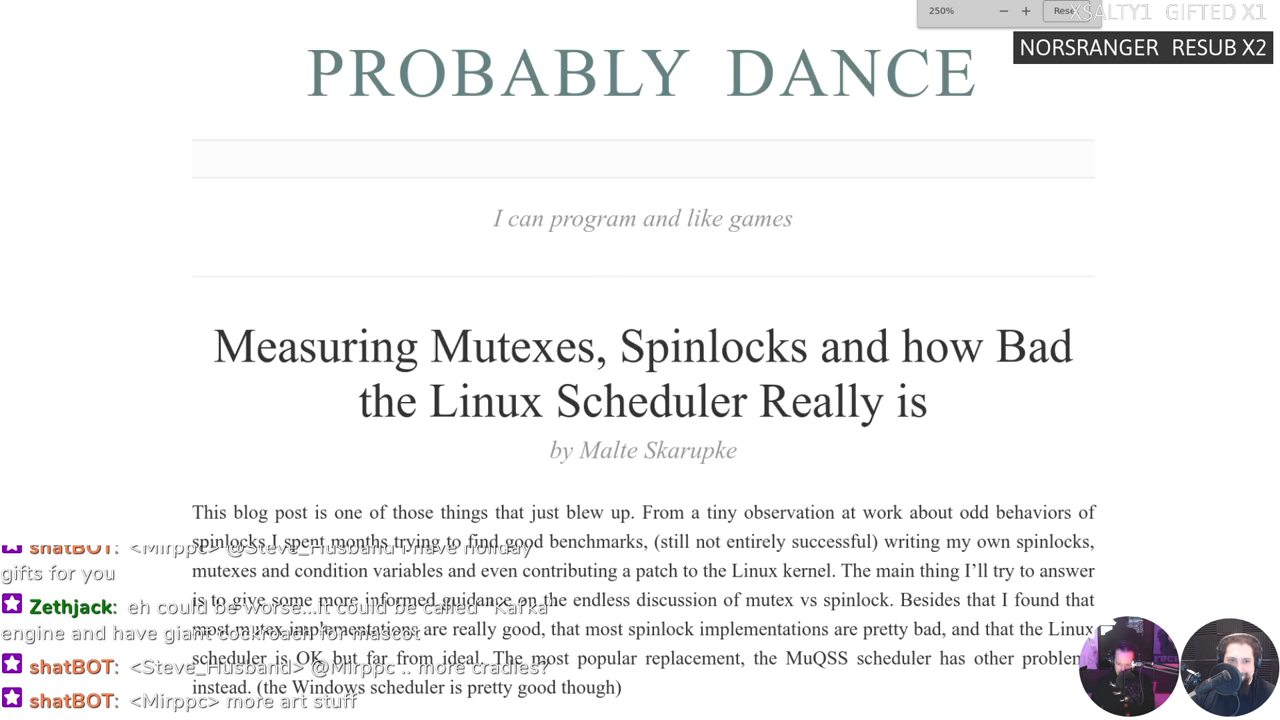 250%
Rese
XSALTY1 GIFTED X1
NORSRANGER RESUB X2
PROBABLY DANCE
I can program and like games
Measuring Mutexes, Spinlocks and how Bad
the Linux Scheduler Really is
by Malte Skarupke
This blog post is one of those things that just blew up. From a tiny observation at work about odd behaviors of
spinlocks I spent months trying to find good benchmarks, (still not entirely successful) writing my own spinlocks,
mutexes and condition variables and even contributing a patch to the Linux kernel. The main thing I'll try to answer
is to give some more informed guidance on the endless discussion of mutex vs spinlock. Besides that I found that
most mutex implementations are really good, that most spinlock implementations are pretty bad, and that the Linux
scheduler is OK but far from ideal. The most popular replacement, the MuQSS scheduler has other problem
instead. (the Windows scheduler is pretty good though)
shatBOT: <Mirppc> @Steve_Husband i have holiday
gifts for you
Zethjack: eh could be worse...it could be called "Kafka"
engine and have giant cockroach for mascot
shatBOT: <Steve_Husband> @Mirppc .. more cradles?
shatBOT: <Mirppc> more art stuff